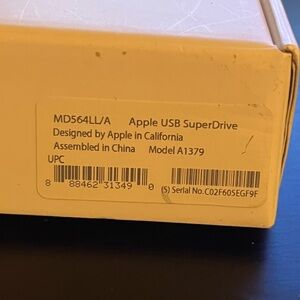 MD564LL/A Apple USB SuperDrive
Designed by Apple in California
Assembled in China Model A1379
UPC
8 88462 31349 0
(S) Serial No. C02F605EGF9F